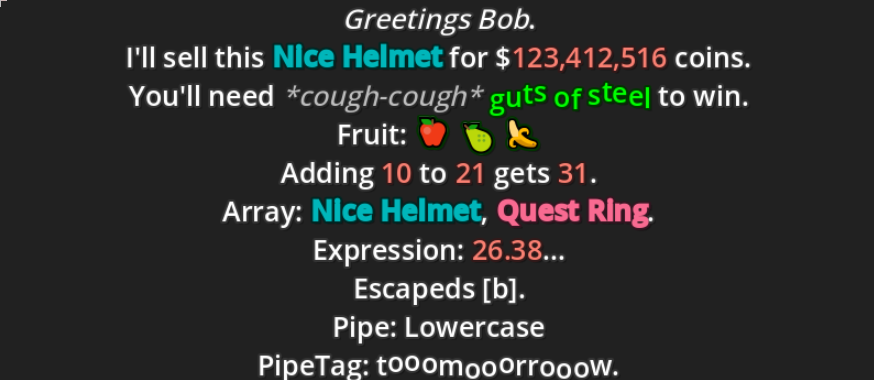 Greetings Bob.
I'll sell this Nice Helmet for $123,412,516 coins.
You'll need *cough-cough* guts of steel to win.
Fruit: 🍎 🍐 🍌
Adding 10 to 21 gets 31.
Array: Nice Helmet, Quest Ring.
Expression: 26.38...
Escapeds [b].
Pipe: Lowercase
PipeTag: tooomooorrooow.